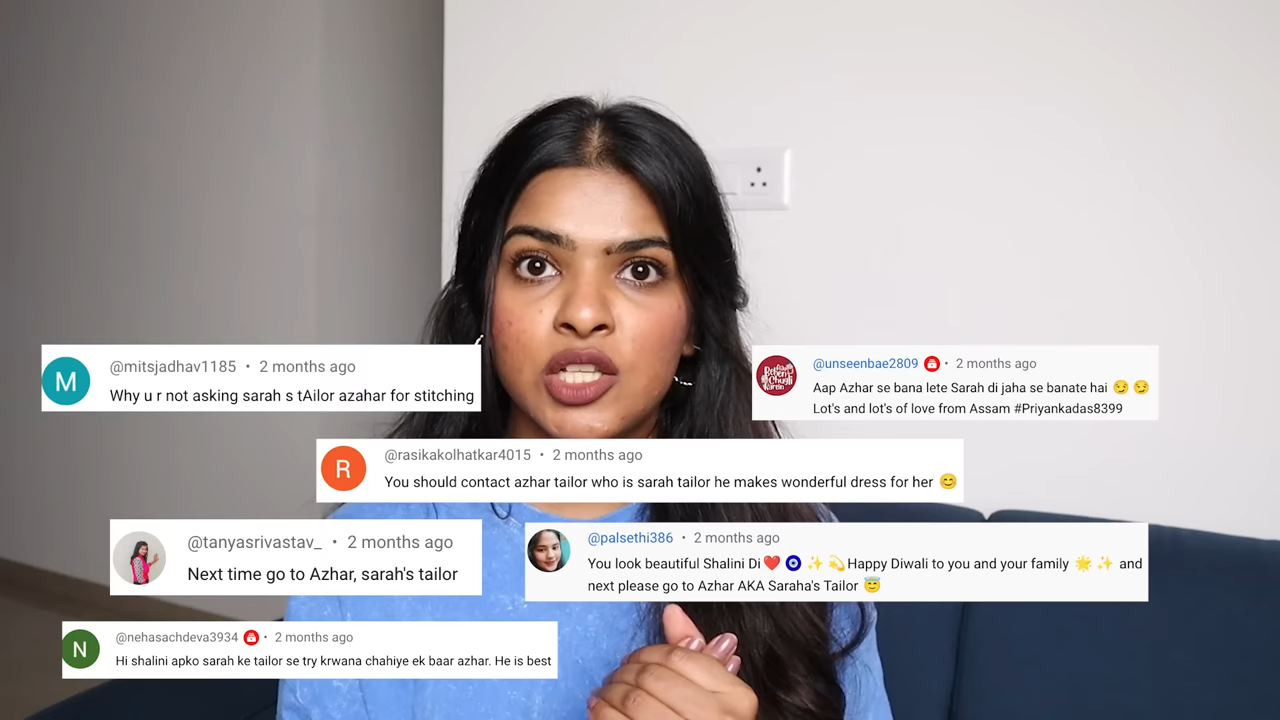 @mitsjadhav1185 • 2 months ago
M
Why u r not asking sarah s tAilor azahar for stitching
@unseenbae2809 • 2 months ago
Aap Azhar se bana lete Sarah di jaha se banate hai 😏 😏
Lot's and lot's of love from Assam #Priyankadas8399
@rasikakolhatkar4015 • 2 months ago
R
You should contact azhar tailor who is sarah tailor he makes wonderful dress for her 😊
@tanyasrivastav_ • 2 months ago
Next time go to Azhar, sarah's tailor
@palsethi386 • 2 months ago
You look beautiful Shalini Di❤️ 🧿 ✨ 💫Happy Diwali to you and your family 🌟 ✨ and
next please go to Azhar AKA Saraha's Tailor 😇
@nehasachdeva3934 • 2 months ago
N
Hi shalini apko sarah ke tailor se try krwana chahiye ek baar azhar. He is best